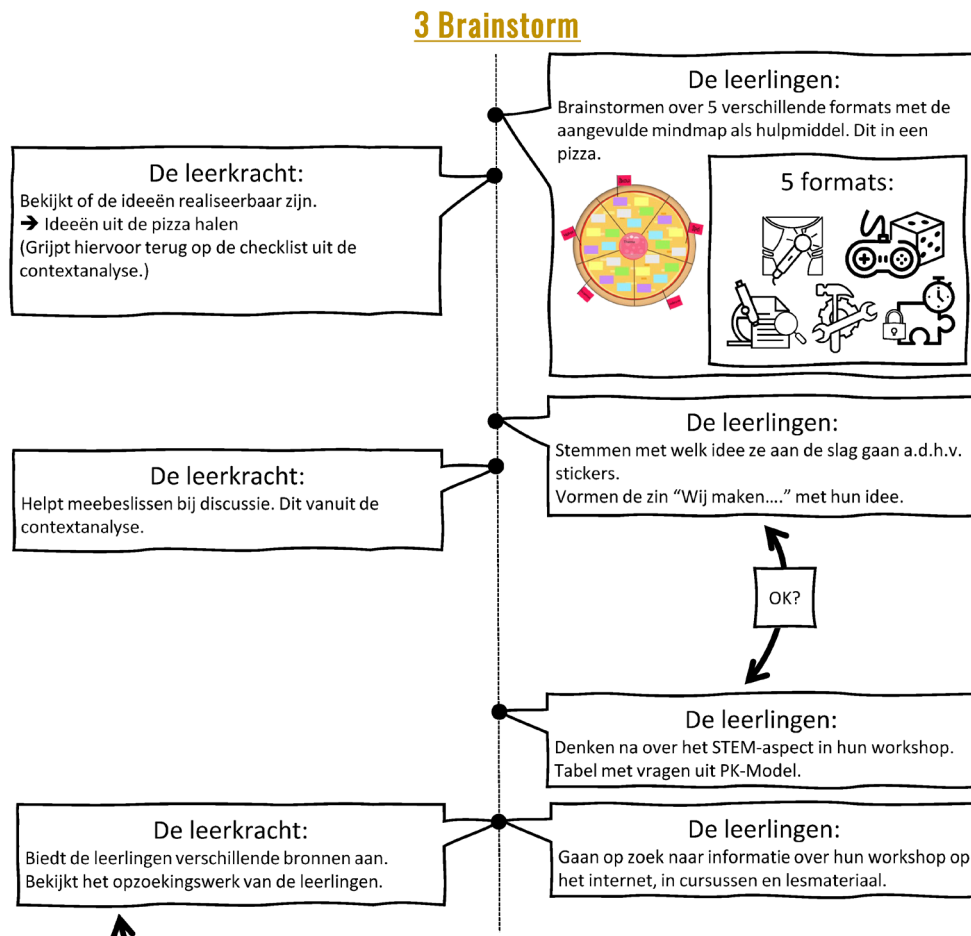 3 Brainstorm
De leerlingen:
Brainstormen over 5 verschillende formats met de
aangevulde mindmap als hulpmiddel. Dit in een
pizza.
5 formats:
De leerkracht:
Bekijkt of de ideeën realiseerbaar zijn.
➔ Ideeën uit de pizza halen
(Grijpt hiervoor terug op de checklist uit de
contextanalyse.)
De leerlingen:
Stemmen met welk idee ze aan de slag gaan a.d.h.v.
stickers.
Vormen de zin “Wij maken….” met hun idee.
De leerkracht:
Helpt meebeslissen bij discussie. Dit vanuit de
contextanalyse.
OK?
De leerlingen:
Denken na over het STEM-aspect in hun workshop.
Tabel met vragen uit PK-Model.
De leerkracht:
Biedt de leerlingen verschillende bronnen aan.
Bekijkt het opzoekingswerk van de leerlingen.
De leerlingen:
Gaan op zoek naar informatie over hun workshop op
het internet, in cursussen en lesmateriaal.